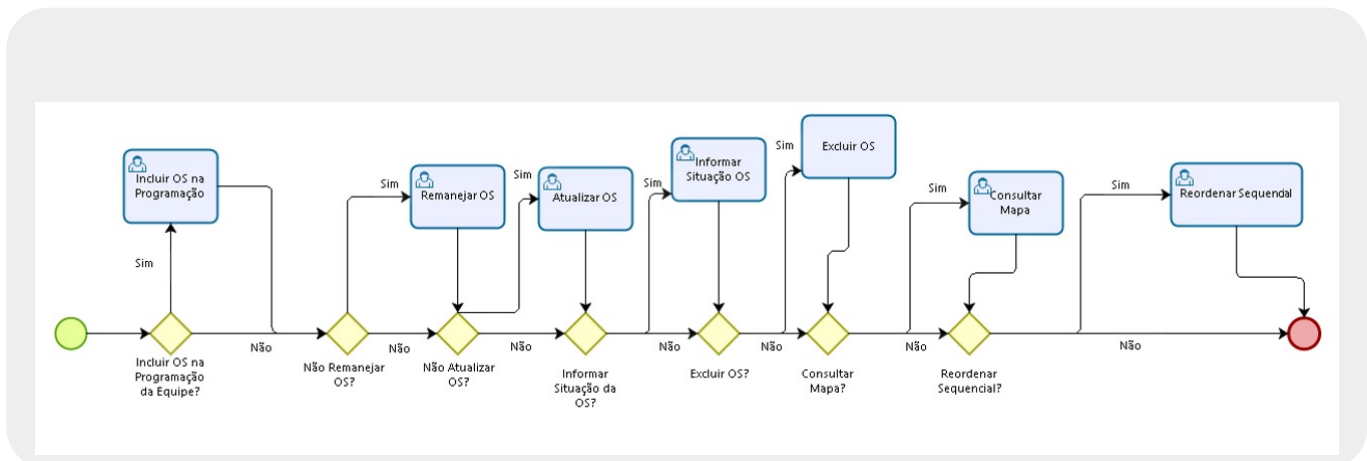 Incluir OS na
Programação
Sim
Incluir OS na
Programação
da Equipe?
Não
Sim
Remanejar OS
Não Remanejar
OS?
Não
Sim
Atualizar OS
Não Atualizar
OS?
Não
Sim
Informar
Situação OS
Informar
Situação da
OS?
Não
Sim
Excluir OS
Excluir OS?
Não
Sim
Consultar
Mapa
Consultar
Mapa?
Não
Sim
Reordenar Sequencial
Reordenar
Sequencial?
Não